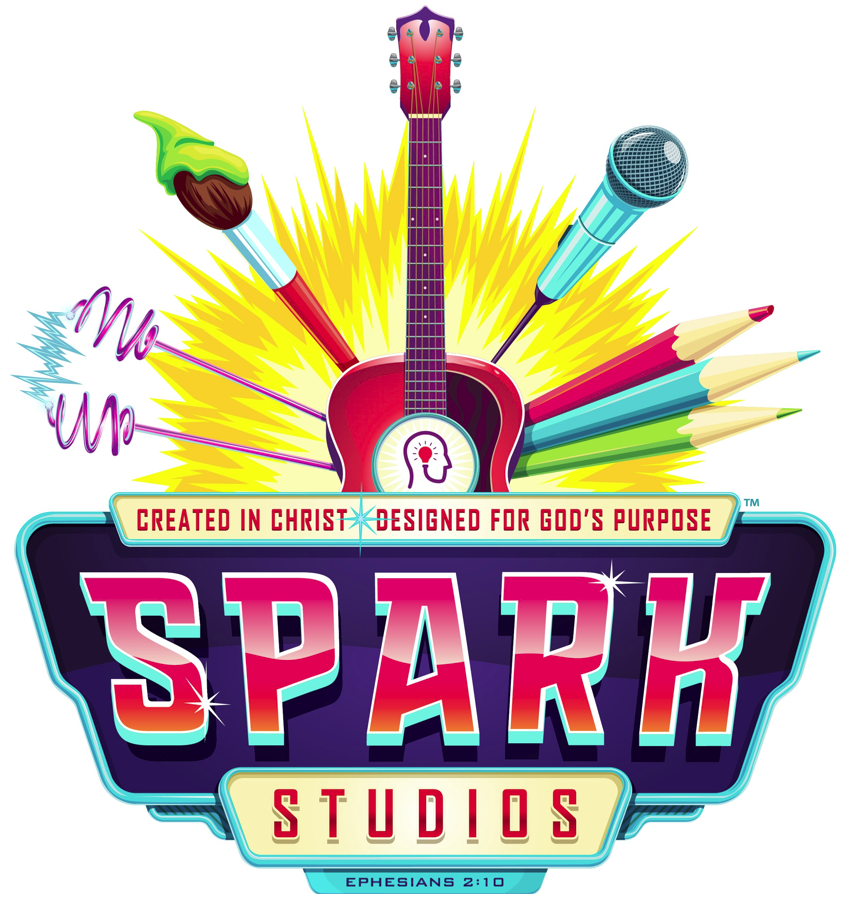 CREATED IN CHRIST DESIGNED FOR GOD'S PURPOSE
TM
SPARK
STUDIOS
EPHESIANS 2:10